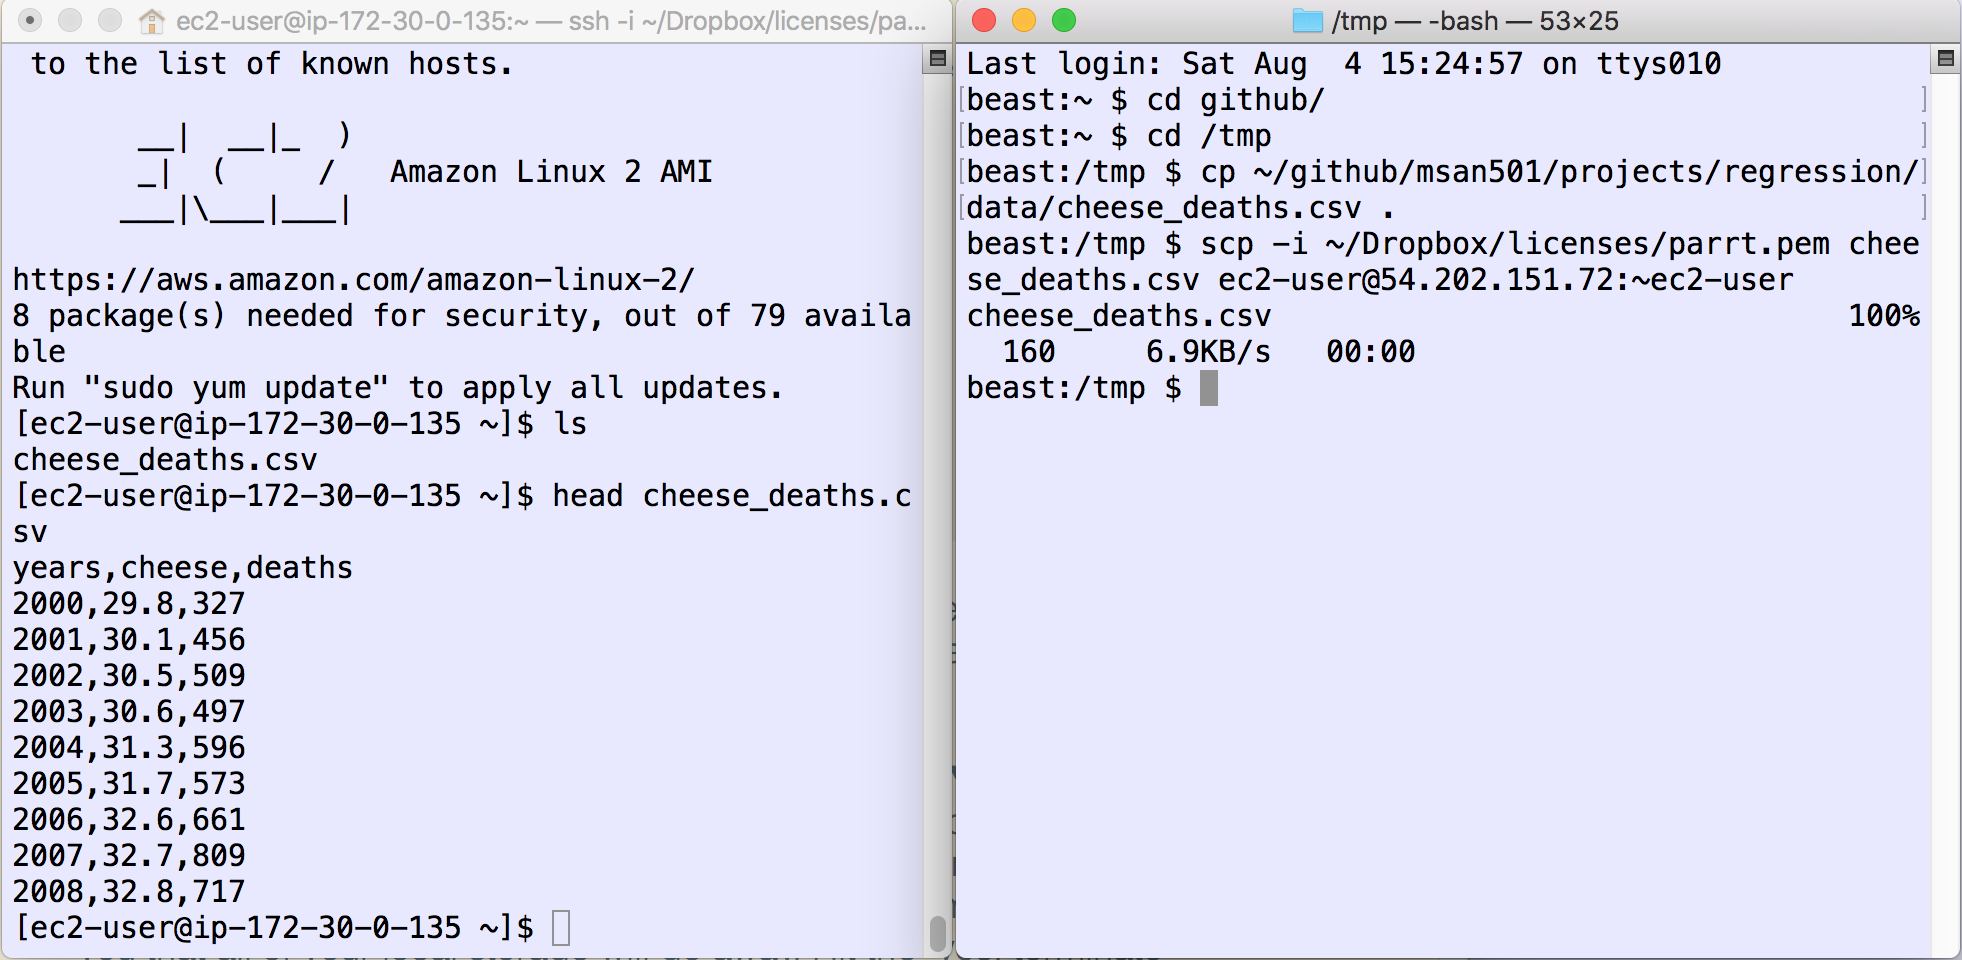 ec2-user@ip-172-30-0-135:~ — ssh -i ~/Dropbox/licenses/pa...
to the list of known hosts.
__|  __|_  )
_|  (     /   Amazon Linux 2 AMI
___|\___|___|
https://aws.amazon.com/amazon-linux-2/
8 package(s) needed for security, out of 79 availa
ble
Run "sudo yum update" to apply all updates.
[ec2-user@ip-172-30-0-135 ~]$ ls
cheese_deaths.csv
[ec2-user@ip-172-30-0-135 ~]$ head cheese_deaths.c
sv
years,cheese,deaths
2000,29.8,327
2001,30.1,456
2002,30.5,509
2003,30.6,497
2004,31.3,596
2005,31.7,573
2006,32.6,661
2007,32.7,809
2008,32.8,717
[ec2-user@ip-172-30-0-135 ~]$
/tmp — -bash — 53×25
Last login: Sat Aug  4 15:24:57 on ttys010
[beast:~ $ cd github/ ]
[beast:~ $ cd /tmp ]
[beast:/tmp $ cp ~/github/msan501/projects/regression/]
[data/cheese_deaths.csv . ]
beast:/tmp $ scp -i ~/Dropbox/licenses/parrt.pem chee
se_deaths.csv ec2-user@54.202.151.72:~ec2-user
cheese_deaths.csv 100%
160 6.9KB/s 00:00
beast:/tmp $